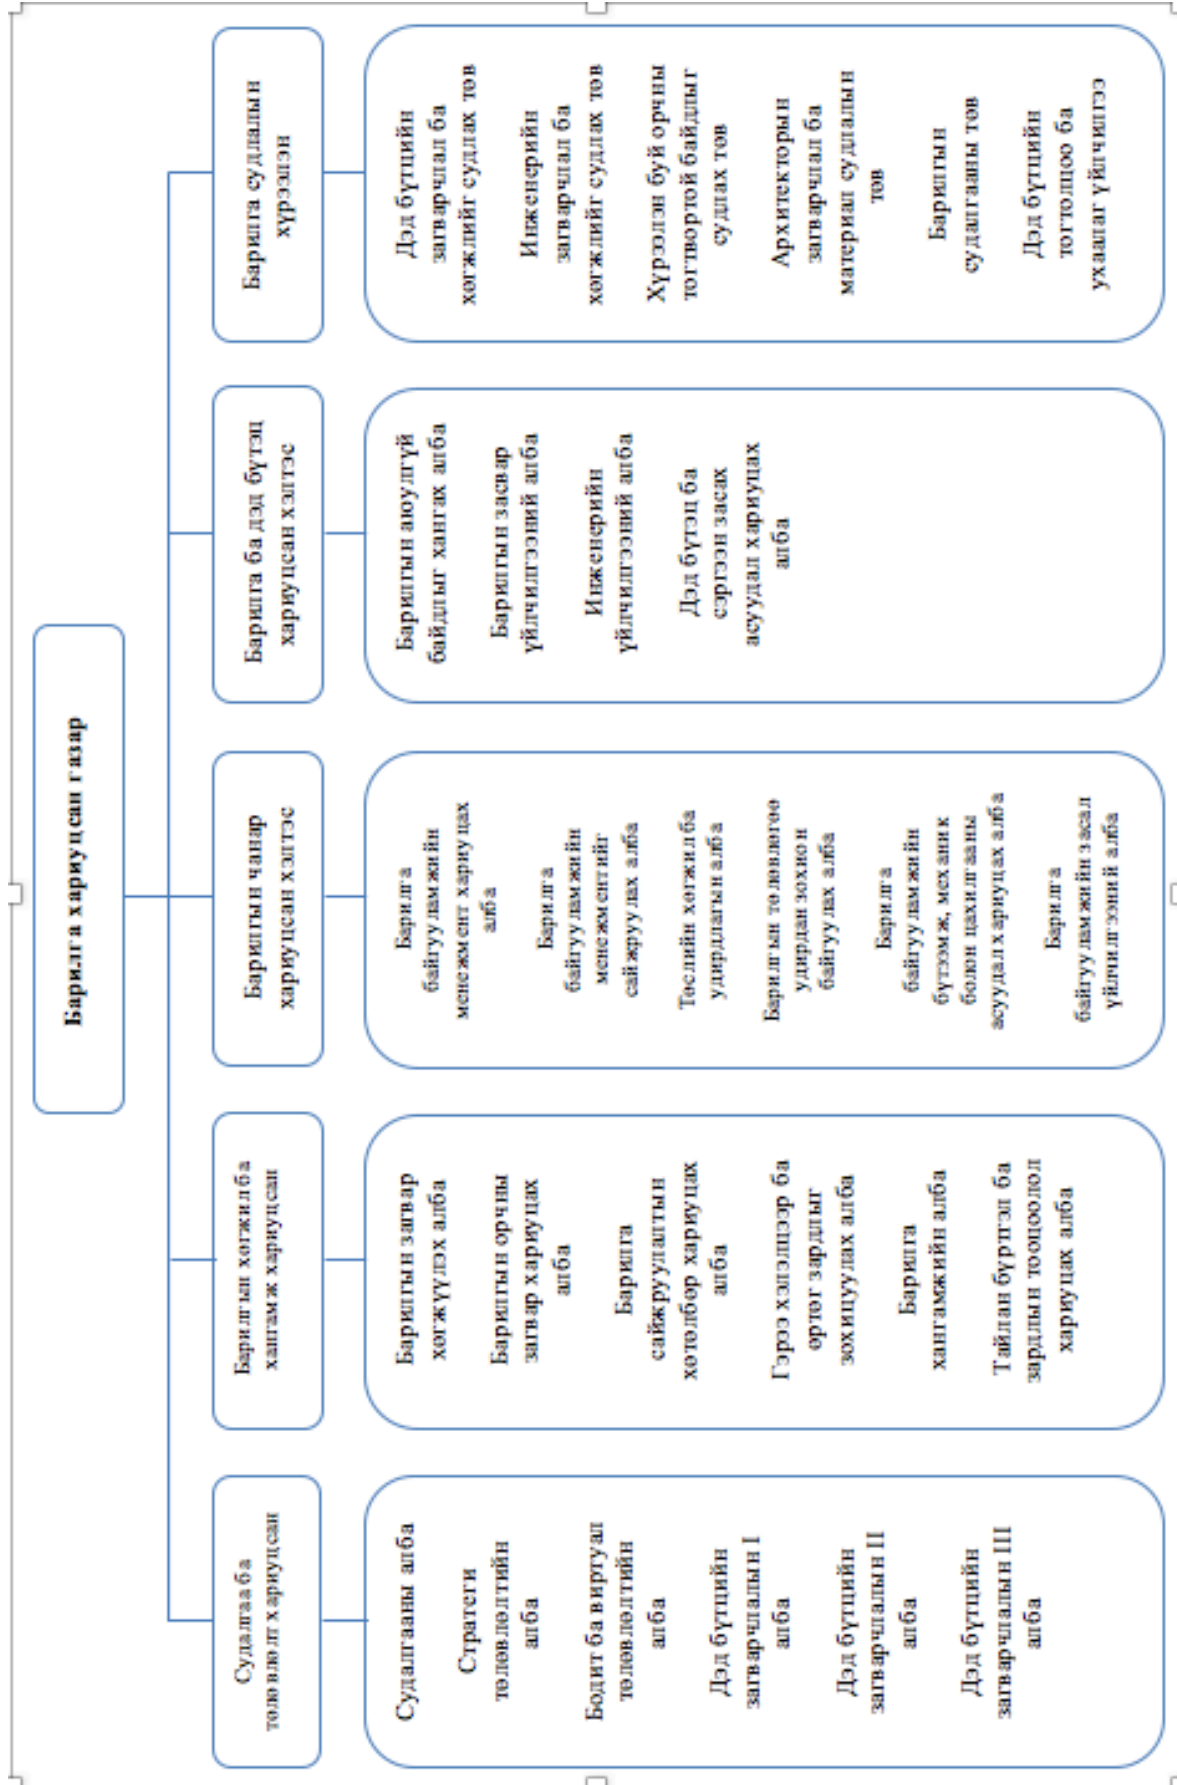 Барилга хариуцсан газар
Судалгаа ба
төлөвлөлт хариуцсан
Судалгааны алба
Стратеги
төлөвлөлтийн
алба
Бодит ба виртуал
төлөвлөлтийн
алба
Дэд бүтцийн
загварчлалын I
алба
Дэд бүтцийн
загварчлалын II
алба
Дэд бүтцийн
загварчлалын III
алба
Барилгын хөгжил ба
хангамж хариуцсан
Барилгын загвар
хөгжүүлэх алба
Барилгын орчны
загвар хариуцах
алба
Барилга
сайжруулалтын
хөтөлбөр хариуцах
алба
Гэрээ хэлэлцээр ба
өртөг зардлыг
зохицуулах алба
Барилга
хангамжийн алба
Тайлан бүртгэл ба
зардлын тооцоолол
хариуцах алба
Барилгын чанар
хариуцсан хэлтэс
Барилга
байгууламжийн
менежмент хариуцах
алба
Барилга
байгууламжийн
менежментийг
сайжруулах алба
Төслийн хөгжил ба
удирдлагын алба
Барилгын төлөвлөгөө
удирдан зохион
байгуулах алба
Барилга
байгууламжийн
бүтээмж, механик
болон цахилгааны
асуудал хариуцах алба
Барилга
байгууламжийн засал
үйлчилгээний алба
Барилга ба дэд бүтэц
хариуцсан хэлтэс
Барилгын аюулгүй
байдлыг хангах алба
Барилгын засвар
үйлчилгээний алба
Инженерийн
үйлчилгээний алба
Дэд бүтэц ба
сэргээн засах
асуудал хариуцах
алба
Барилга судлалын
хүрээлэн
Дэд бүтцийн
загварчлал ба
хөгжлийг судлах төв
Инженерийн
загварчлал ба
хөгжлийг судлах төв
Хүрээлэн буй орчны
тогтвортой байдлыг
судлах төв
Архитекторын
загварчлал ба
материал судлалын
төв
Барилгын
судалгааны төв
Дэд бүтцийн
тогтолцоо ба
ухаалаг үйлчилгээ